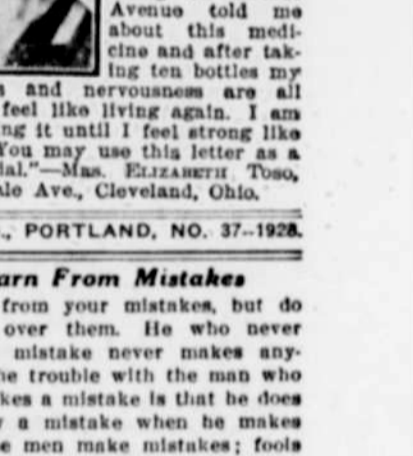 Avenue told me
about this medi-
cine and after tak-
ing ten bottles my
and nervousness are all
feel like living again. I am
ng it until I feel strong like
You may use this letter as a
ial."—Mrs. Elizabeth Toso,
ale Ave., Cleveland, Ohio.
., PORTLAND, NO. 37--1928.
arn From Mistakes
from your mistakes, but do
over them. He who never
mistake never makes any-
he trouble with the man who
kes a mistake is that he does
a mistake when he makes
e men make mistakes; fools